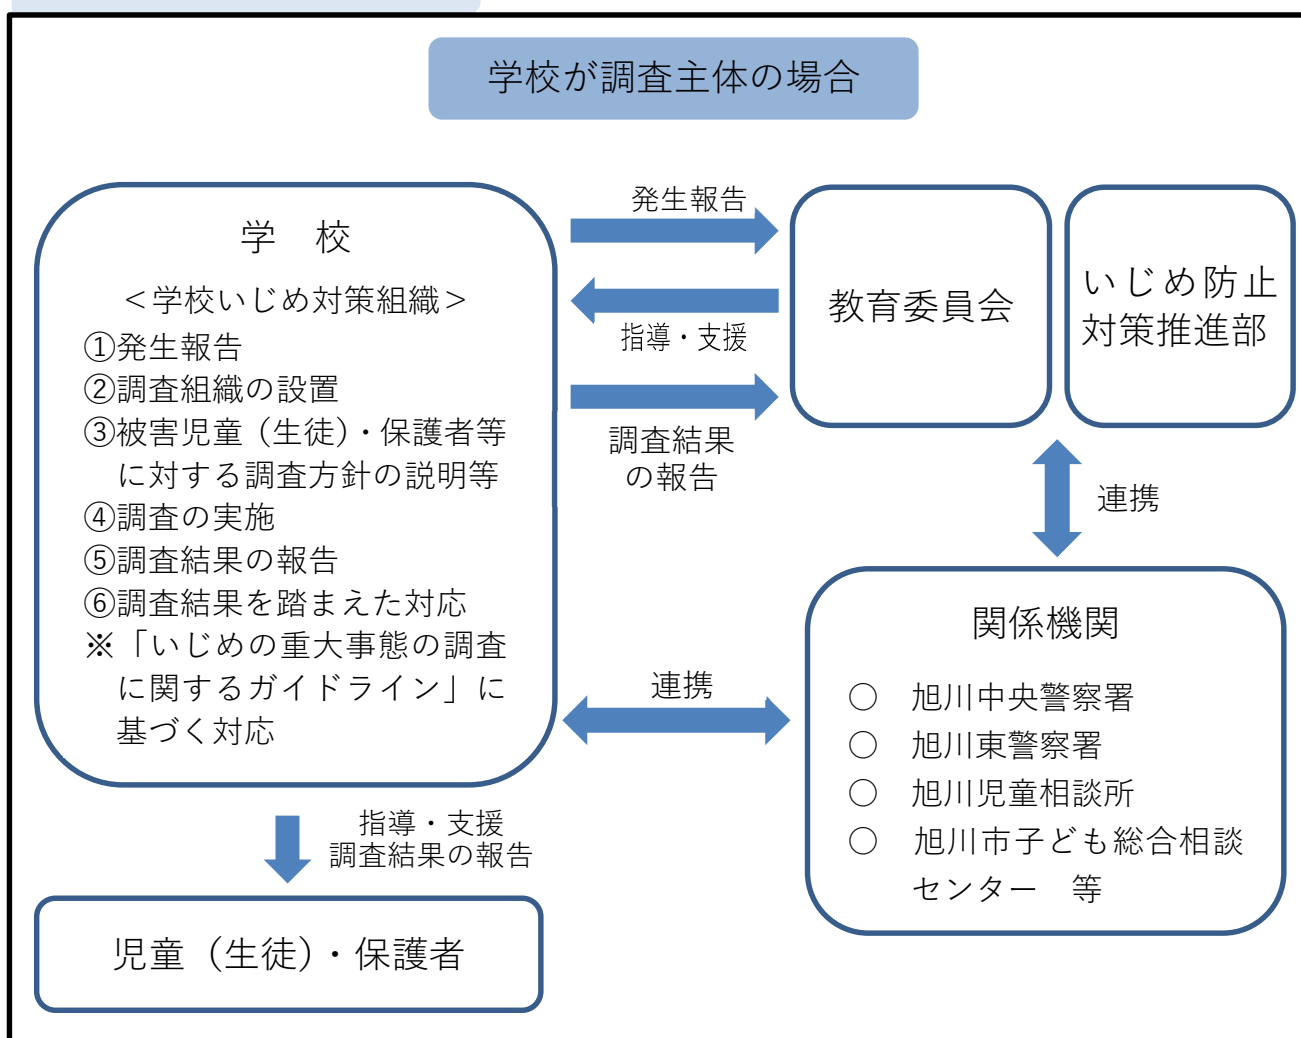 学校が調査主体の場合
学　校
＜学校いじめ対策組織＞
①発生報告
②調査組織の設置
③被害児童（生徒）・保護者等
に対する調査方針の説明等
④調査の実施
⑤調査結果の報告
⑥調査結果を踏まえた対応
※「いじめの重大事態の調査
に関するガイドライン」に
基づく対応
発生報告
指導・支援
調査結果
の報告
教育委員会
いじめ防止
対策推進部
連携
連携
関係機関
○　旭川中央警察署
○　旭川東警察署
○　旭川児童相談所
○　旭川市子ども総合相談
センター　等
指導・支援
調査結果の報告
児童（生徒）・保護者